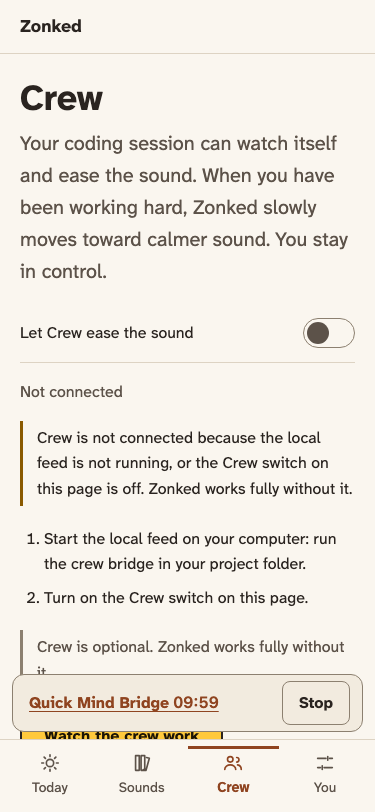 Zonked
Crew
Your coding session can watch itself
and ease the sound. When you have
been working hard, Zonked slowly
moves toward calmer sound. You stay
in control.
Let Crew ease the sound
Not connected
Crew is not connected because the local
feed is not running, or the Crew switch on
this page is off. Zonked works fully without it.
1. Start the local feed on your computer: run
the crew bridge in your project folder.
2. Turn on the Crew switch on this page.
Crew is optional. Zonked works fully without
it.
Quick Mind Bridge 09:59
Stop
Watch the crew work
Today
Sounds
Crew
You